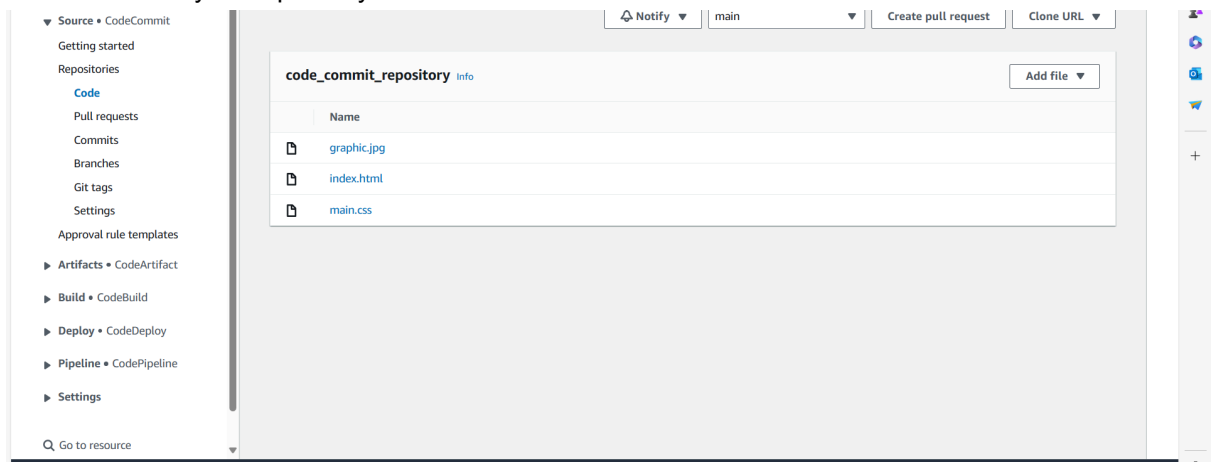 Source • CodeCommit
Getting started
Repositories
Code
Pull requests
Commits
Branches
Git tags
Settings
Approval rule templates
Artifacts • CodeArtifact
Build • CodeBuild
Deploy • CodeDeploy
Pipeline • CodePipeline
Settings
Go to resource
Notify
main
Create pull request
Clone URL
code_commit_repository Info
Add file
Name
graphic.jpg
index.html
main.css